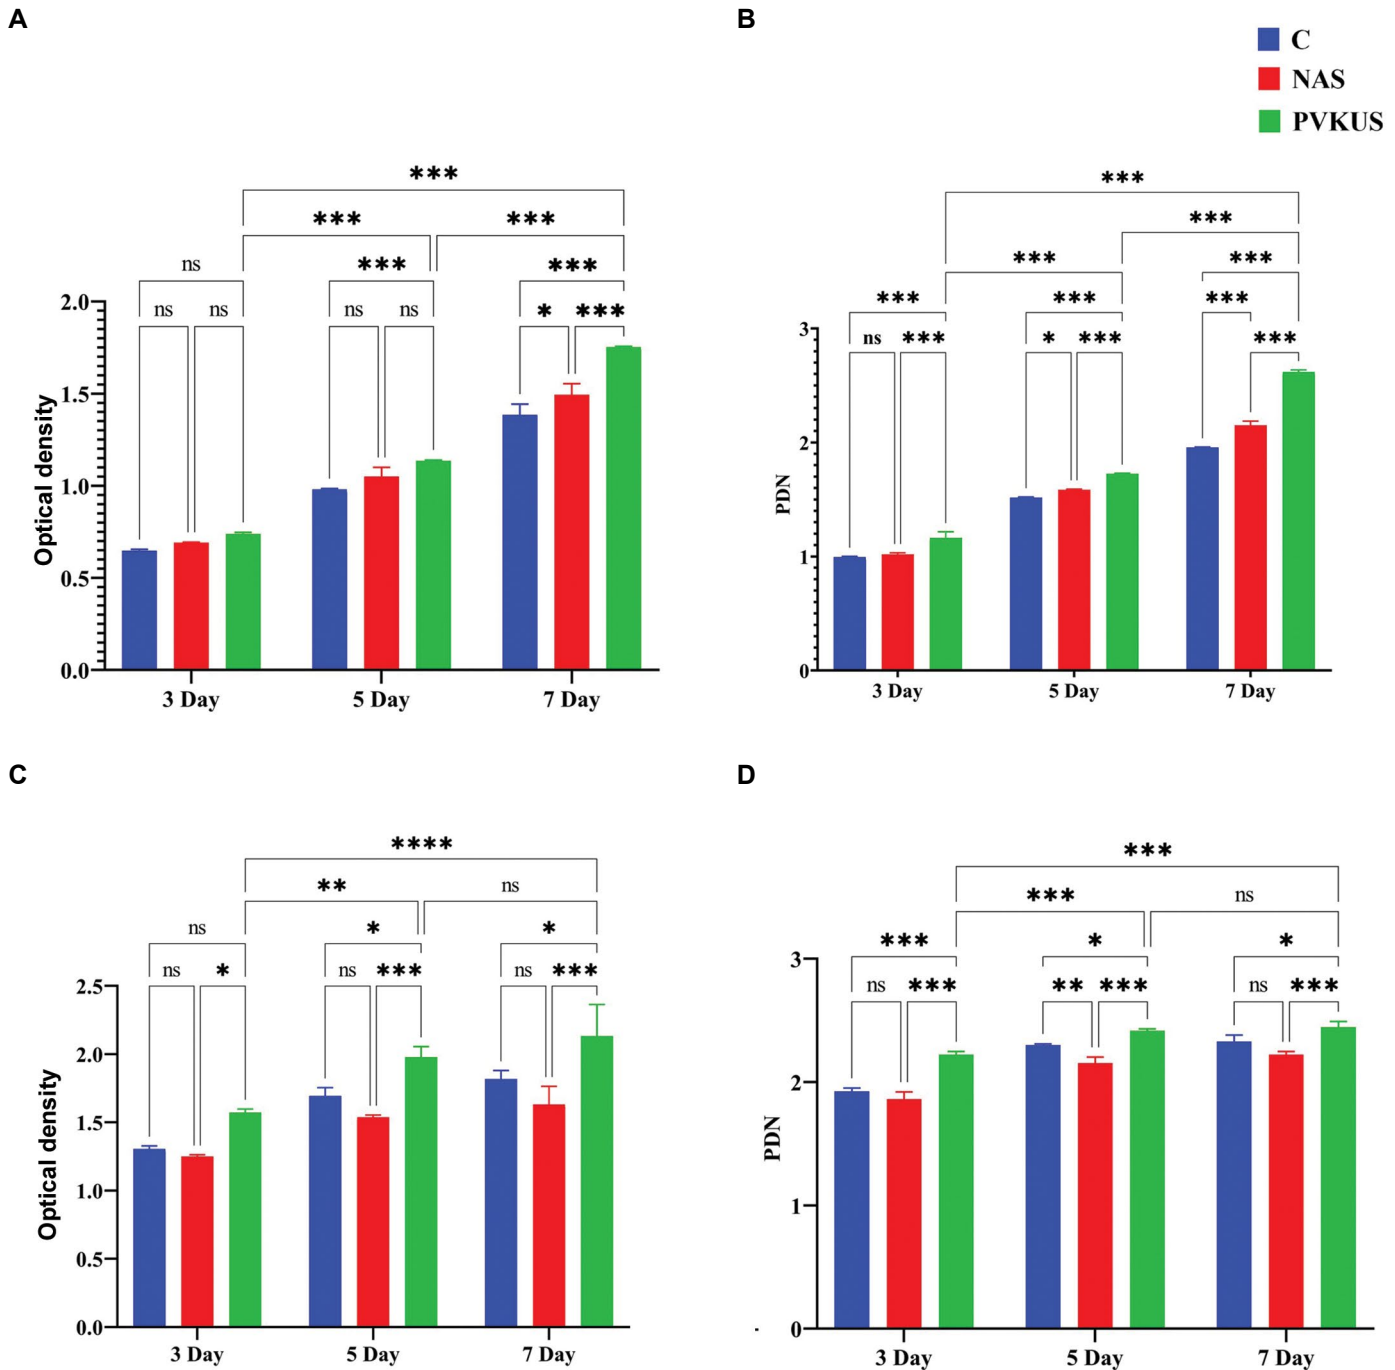 A
B
C
NAS
PVKUS
***
*** ***
ns *** ***
ns ns ns ns * ***
2.0
1.5
1.0
0.5
0.0
Optical density
3 Day 5 Day 7 Day
***
***
*** ***
*** *** ***
ns *** * *** ***
3
2
1
0
PDN
3 Day 5 Day 7 Day
C
D
****
** ns
ns * *
ns * ns *** ns ***
2.5
2.0
1.5
1.0
0.5
0.0
Optical density
3 Day 5 Day 7 Day
***
*** ns
*** * *
ns *** ** *** ns ***
3
2
1
0
PDN
3 Day 5 Day 7 Day